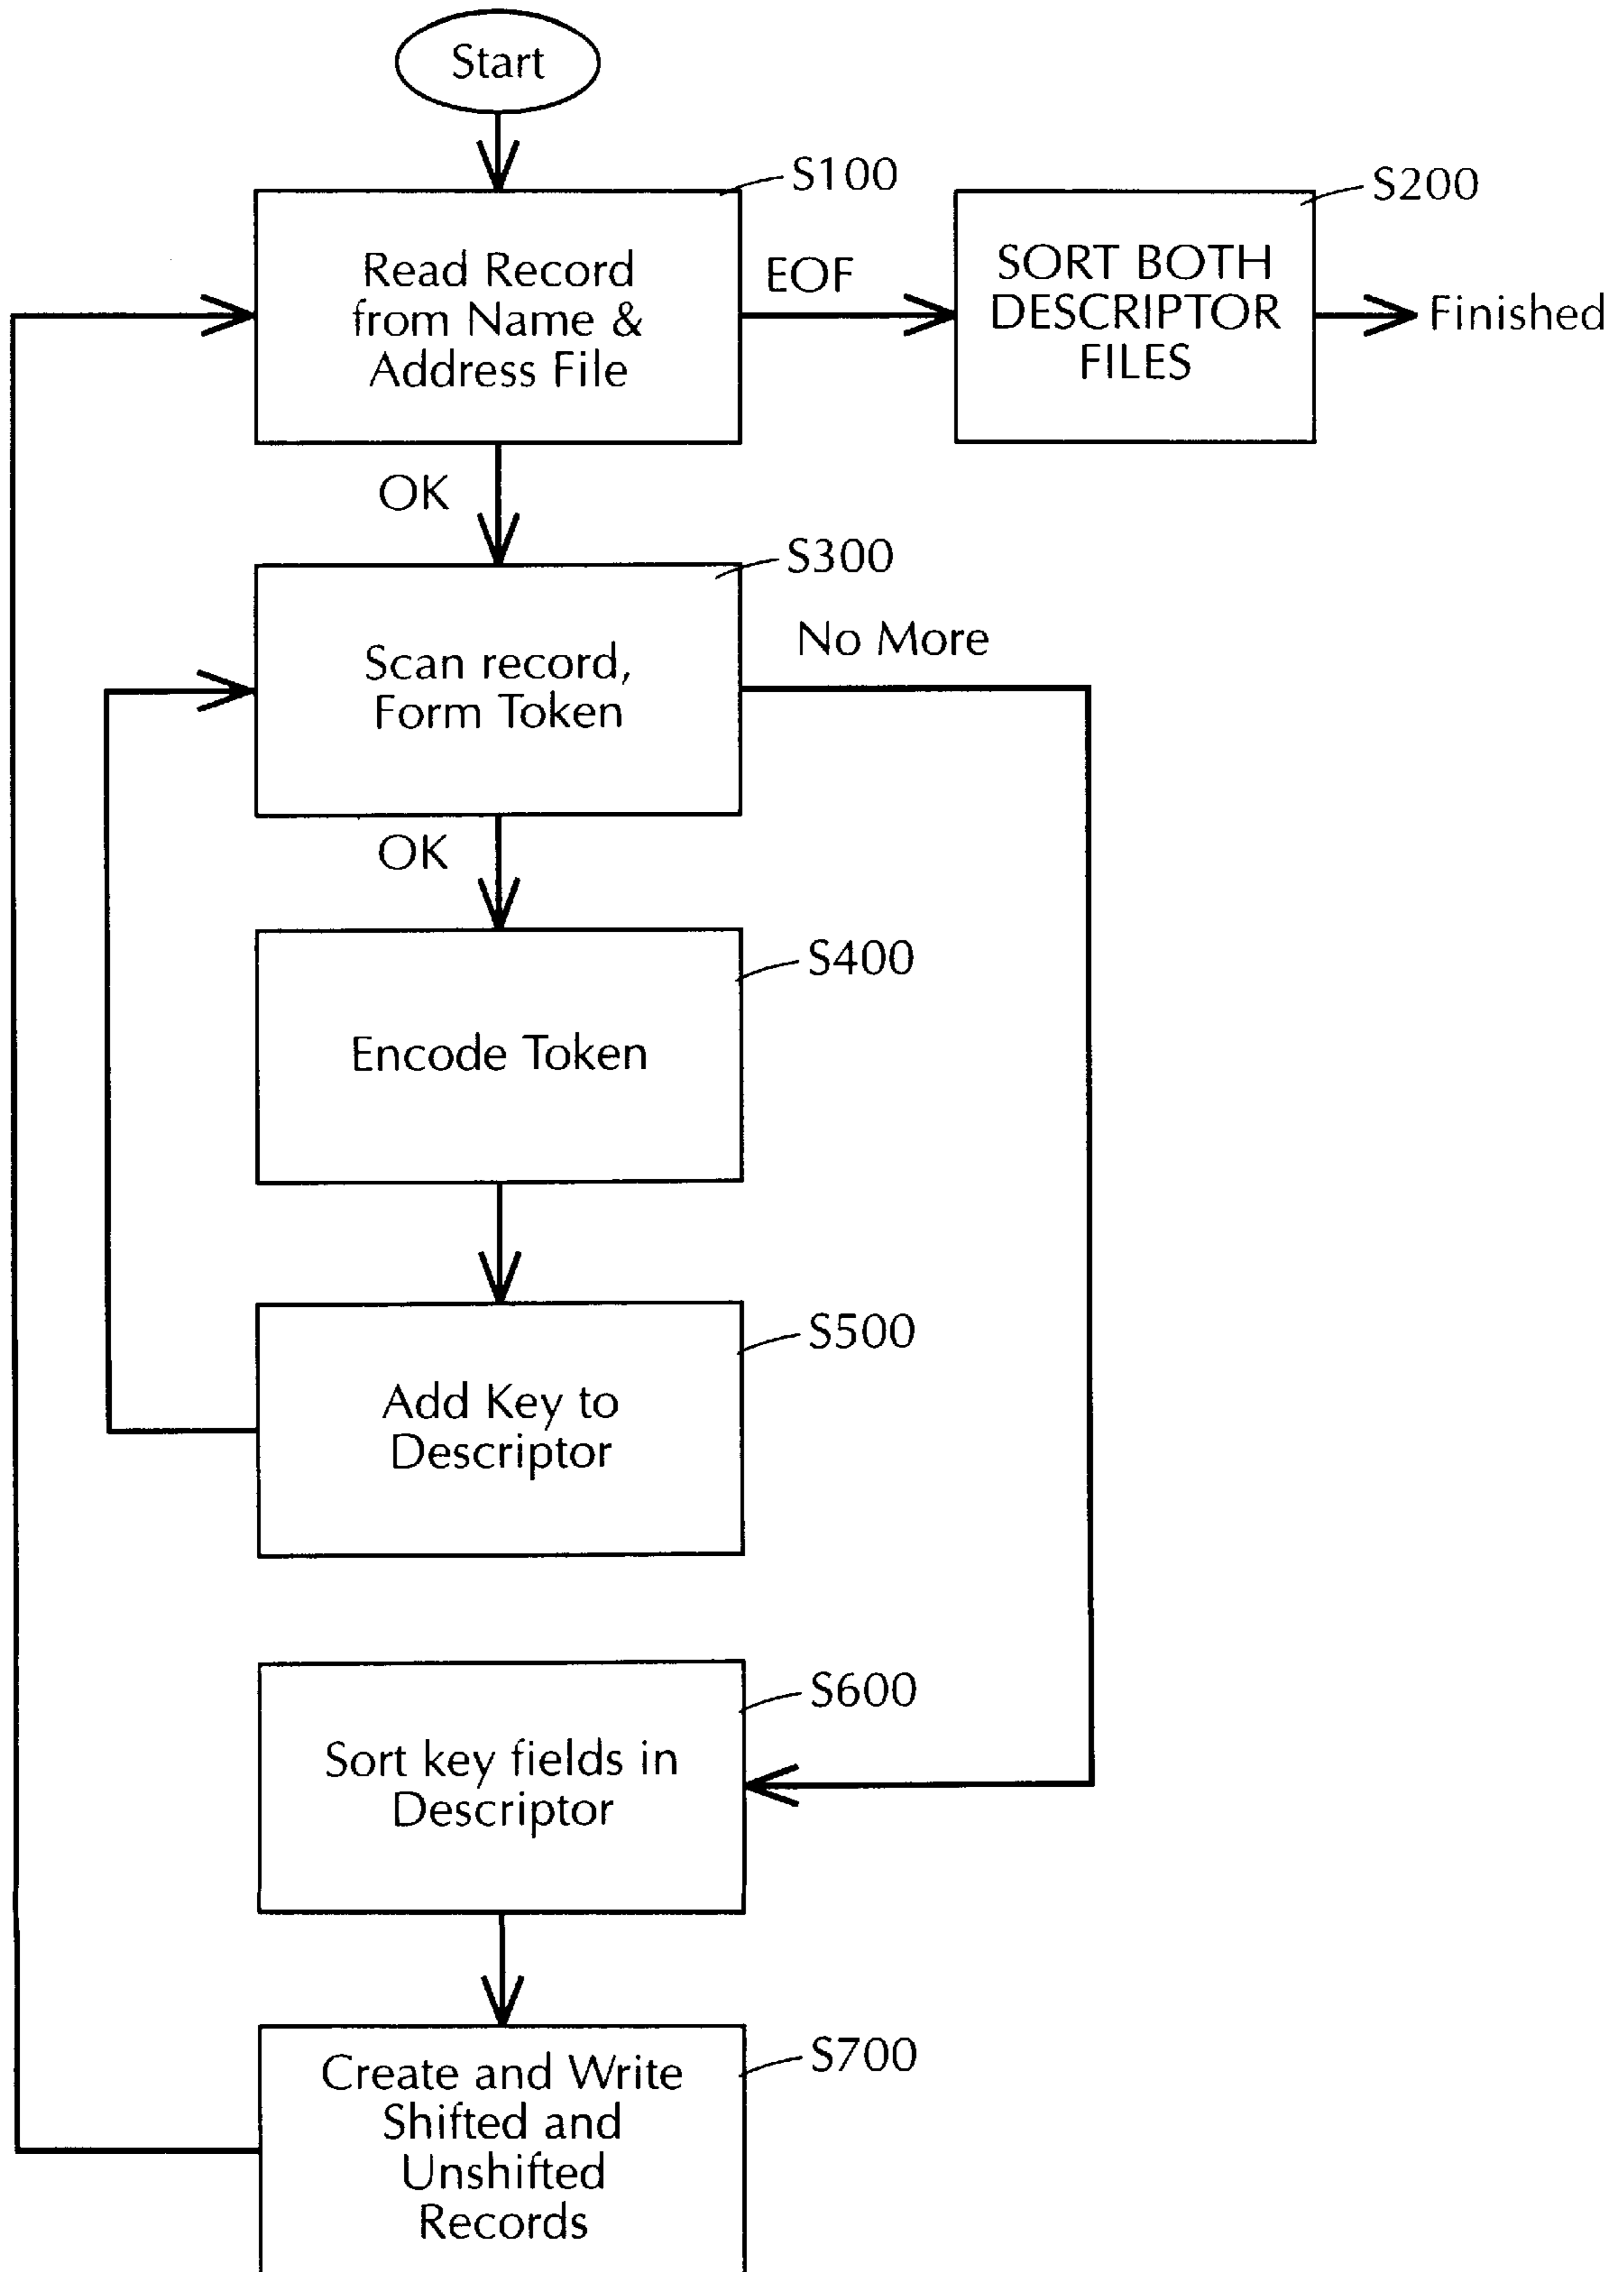 Start
S100
Read Record
from Name &
Address File
EOF
S200
SORT BOTH
DESCRIPTOR
FILES
Finished
OK
S300
Scan record,
Form Token
No More
OK
S400
Encode Token
S500
Add Key to
Descriptor
S600
Sort key fields in
Descriptor
S700
Create and Write
Shifted and
Unshifted
Records